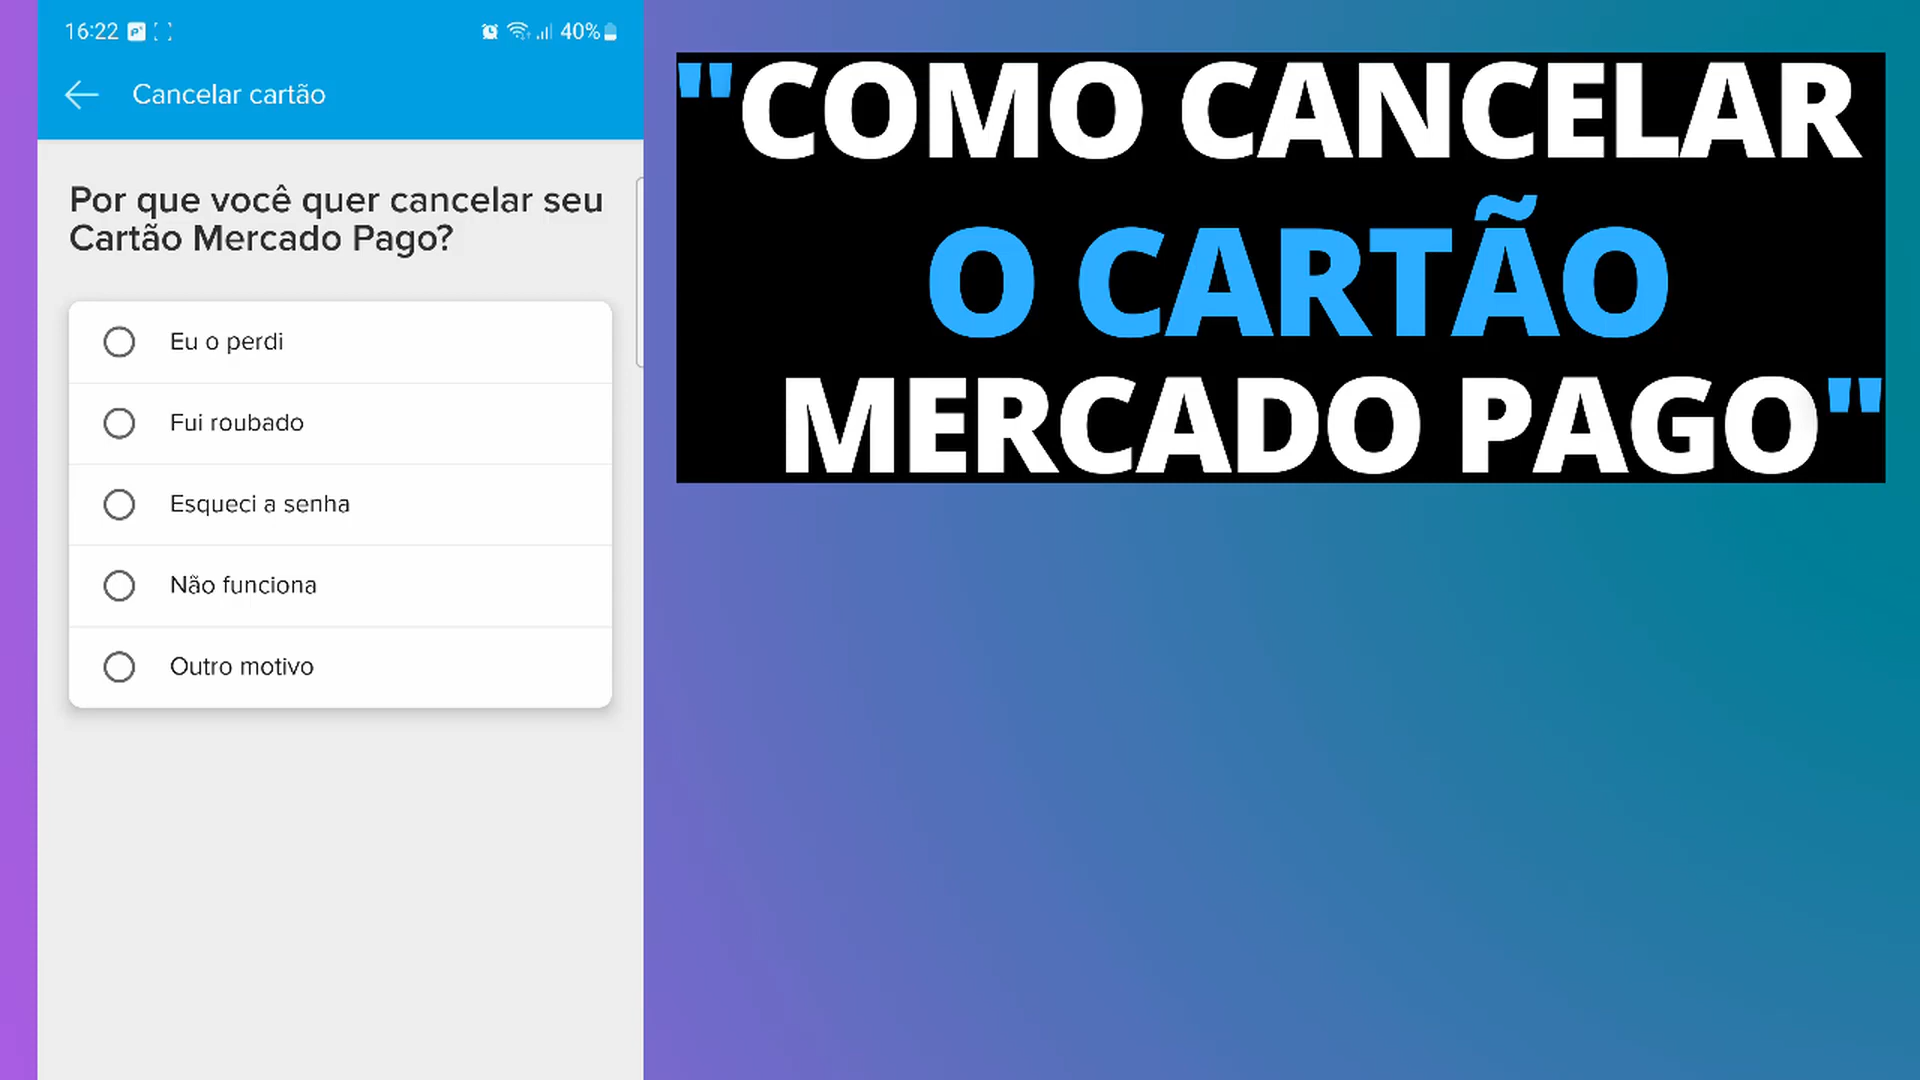 16:22
40%
Cancelar cartão
Por que você quer cancelar seu
Cartão Mercado Pago?
Eu o perdi
Fui roubado
Esqueci a senha
Não funciona
Outro motivo
"COMO CANCELAR
O CARTÃO
MERCADO PAGO"